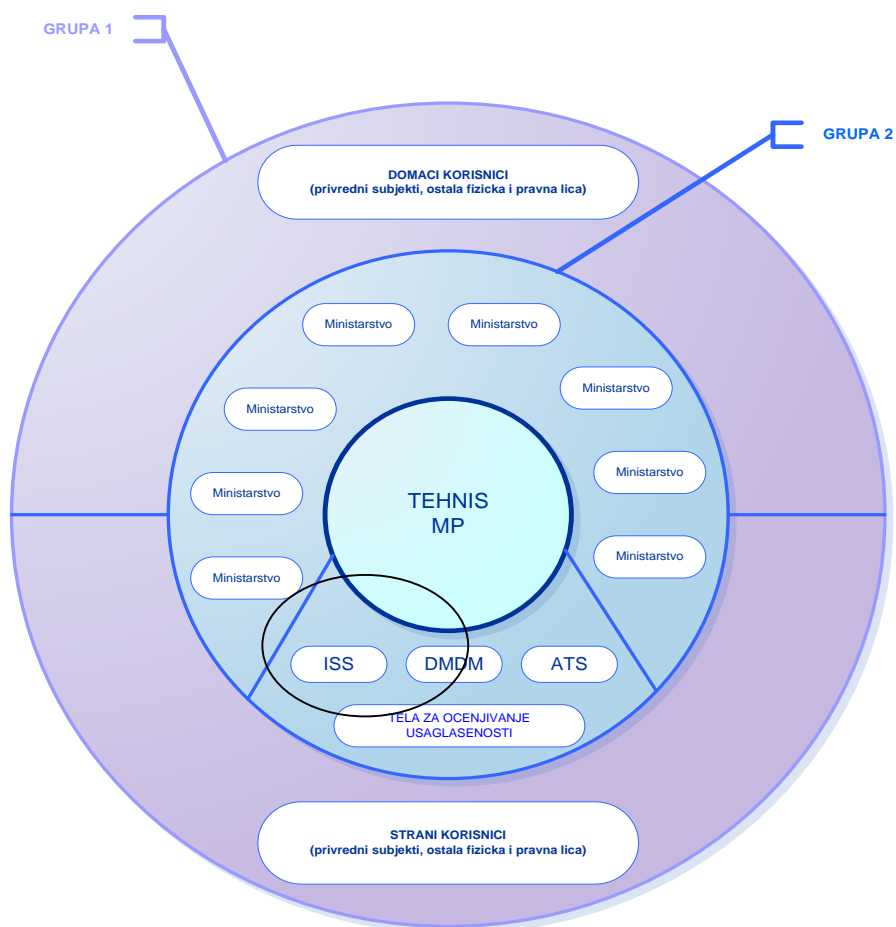 GRUPA 1
GRUPA 2
DOMACI KORISNICI
(privredni subjekti, ostala fizicka i pravna lica)
Ministarstvo
Ministarstvo
Ministarstvo
Ministarstvo
Ministarstvo
Ministarstvo
Ministarstvo
Ministarstvo
TEHNIS
MP
ISS
DMDM
ATS
TELA ZA OCENJIVANJE
USAGLASENOSTI
STRANI KORISNICI
(privredni subjekti, ostala fizicka i pravna lica)